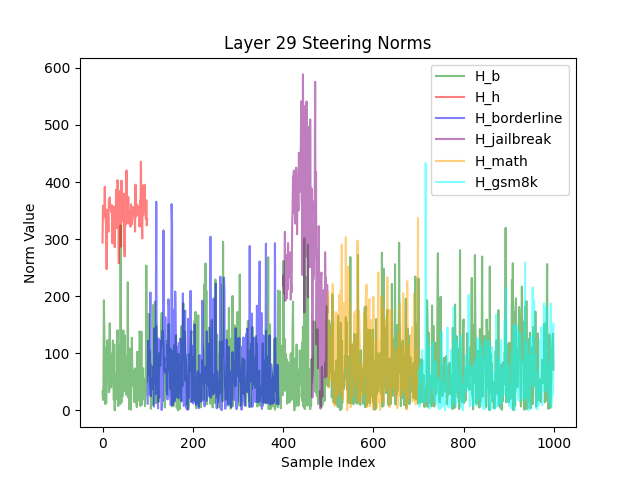 Layer 29 Steering Norms
Norm Value
600
500
400
300
200
100
0
H_b
H_h
H_borderline
H_jailbreak
H_math
H_gsm8k
0
200
400
600
800
1000
Sample Index